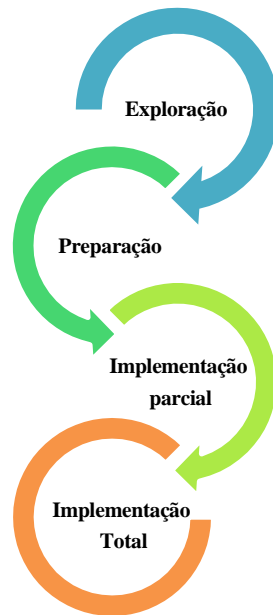 Exploração
Preparação
Implementação
parcial
Implementação
Total